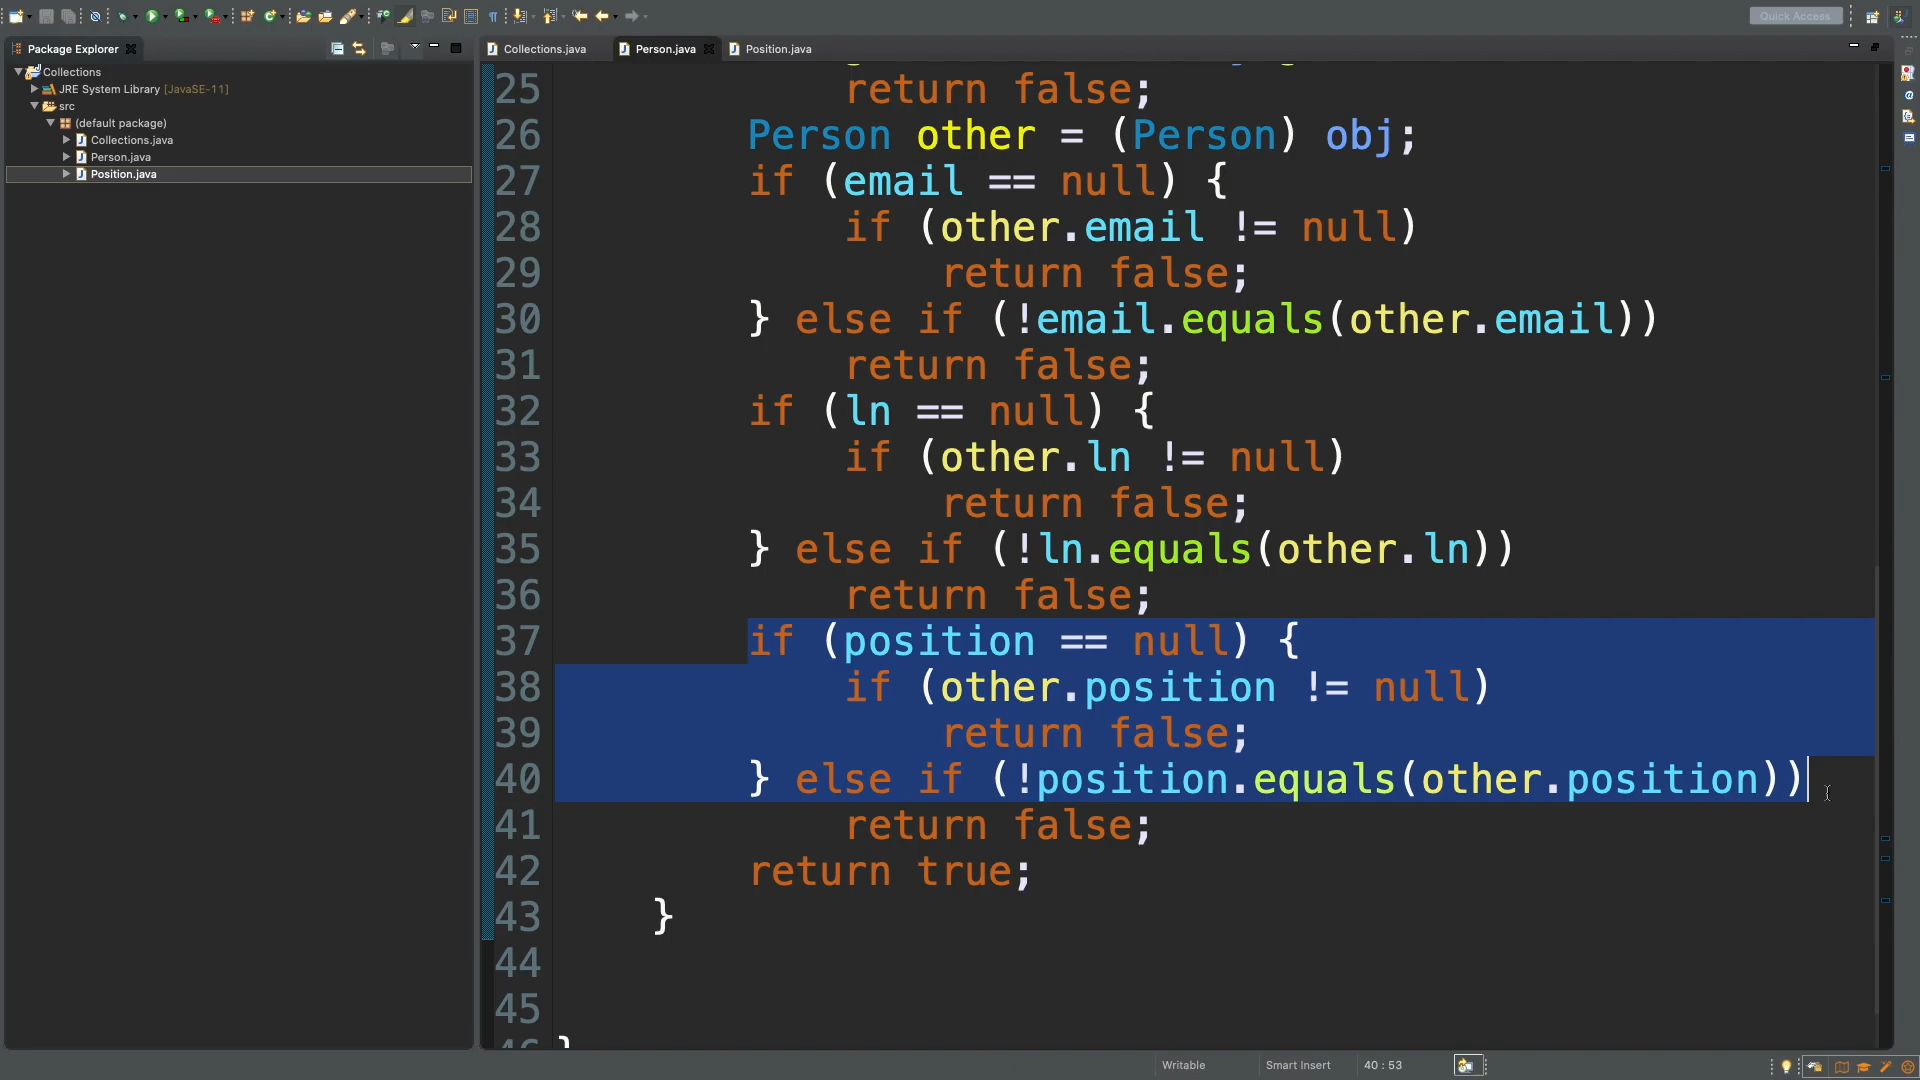 Quick Access
Package Explorer
Collections.java
Person.java
Position.java
Collections
JRE System Library [JavaSE-11]
src
(default package)
Collections.java
Person.java
Position.java
25 return false;
26 Person other = (Person) obj;
27 if (email == null) {
28 if (other.email != null)
29 return false;
30 } else if (!email.equals(other.email))
31 return false;
32 if (ln == null) {
33 if (other.ln != null)
34 return false;
35 } else if (!ln.equals(other.ln))
36 return false;
37 if (position == null) {
38 if (other.position != null)
39 return false;
40 } else if (!position.equals(other.position))
41 return false;
42 return true;
43 }
44
45
46 }
Writable
Smart Insert
40 : 53